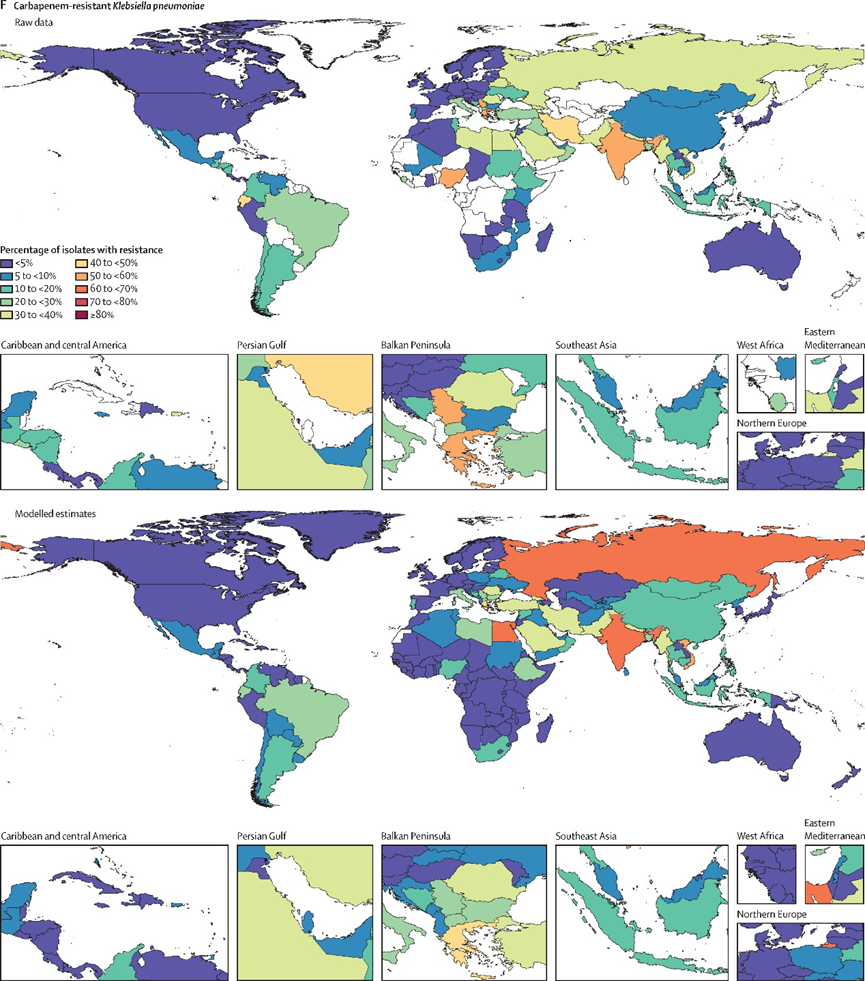 F Carbapenem-resistant Klebsiella pneumoniae
Raw data
Percentage of isolates with resistance
<5%
5 to <10%
10 to <20%
20 to <30%
30 to <40%
40 to <50%
50 to <60%
60 to <70%
70 to <80%
≥80%
Caribbean and central America
Persian Gulf
Balkan Peninsula
Southeast Asia
West Africa
Eastern
Mediterranean
Northern Europe
Modelled estimates
Caribbean and central America
Persian Gulf
Balkan Peninsula
Southeast Asia
West Africa
Eastern
Mediterranean
Northern Europe